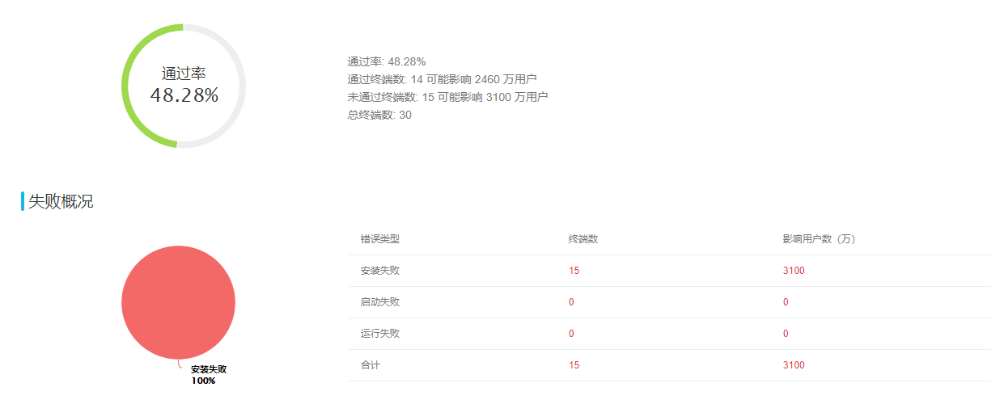 通过率
48.28%
通过率: 48.28%
通过终端数: 14 可能影响 2460 万用户
未通过终端数: 15 可能影响 3100 万用户
总终端数: 30
失败概况
错误类型 终端数 影响用户数（万）
安装失败 15 3100
启动失败 0 0
运行失败 0 0
合计 15 3100
安装失败
100%